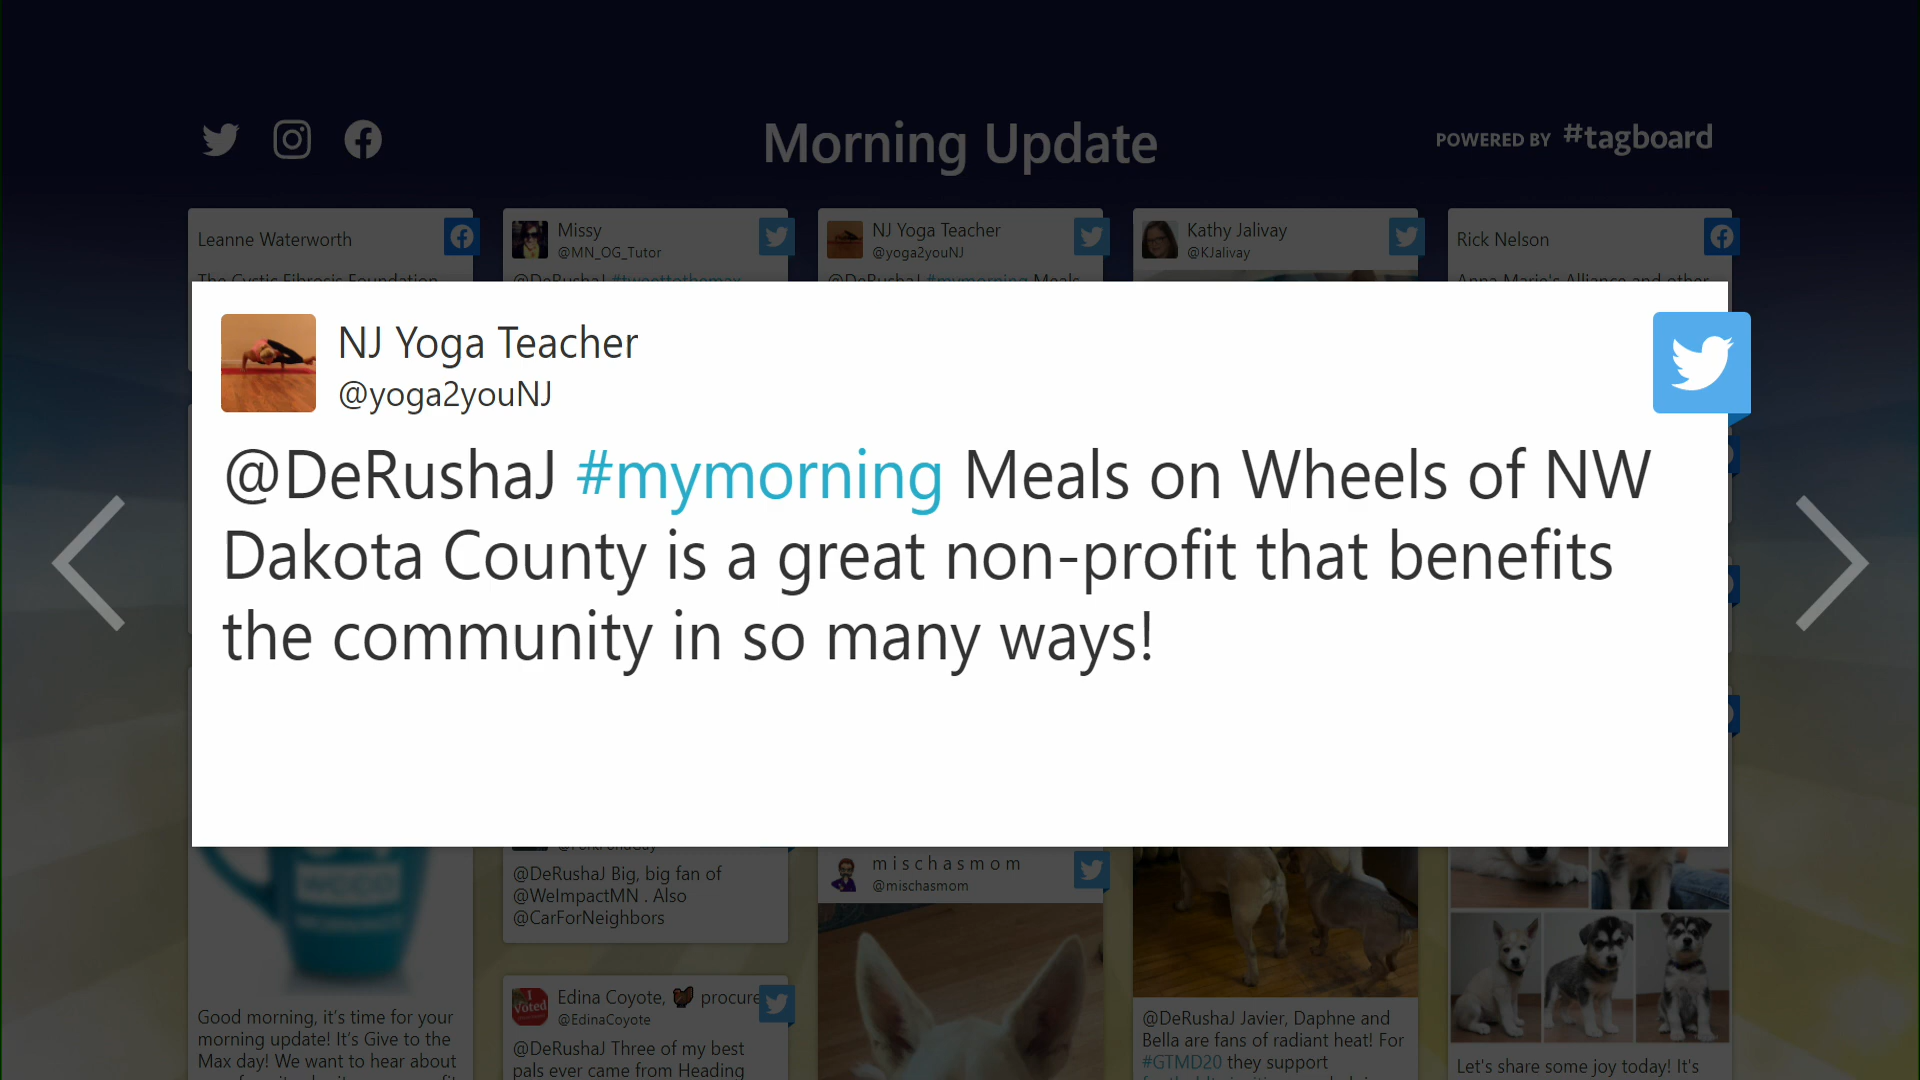 Morning Update
POWERED BY #tagboard
Leanne Waterworth
The Cystic Fibrosis Foundation
Missy
@MN_OG_Tutor
@DeRushaJ #tweettothemax
NJ Yoga Teacher
@yoga2youNJ
@DeRushaJ #mymorning Meals
Kathy Jalivay
@KJalivay
Rick Nelson
Anna Marie's Alliance and other
NJ Yoga Teacher
@yoga2youNJ
@DeRushaJ #mymorning Meals on Wheels of NW
Dakota County is a great non-profit that benefits
the community in so many ways!
Good morning, it's time for your
morning update! It's Give to the
Max day! We want to hear about
@DeRushaJ Big, big fan of
@WeImpactMN . Also
@CarForNeighbors
I Voted
Edina Coyote, procure
@EdinaCoyote
@DeRushaJ Three of my best
pals ever came from Heading
mischasmom
@mischasmom
@DeRushaJ Javier, Daphne and
Bella are fans of radiant heat! For
#GTMD20 they support
Let's share some joy today! It's